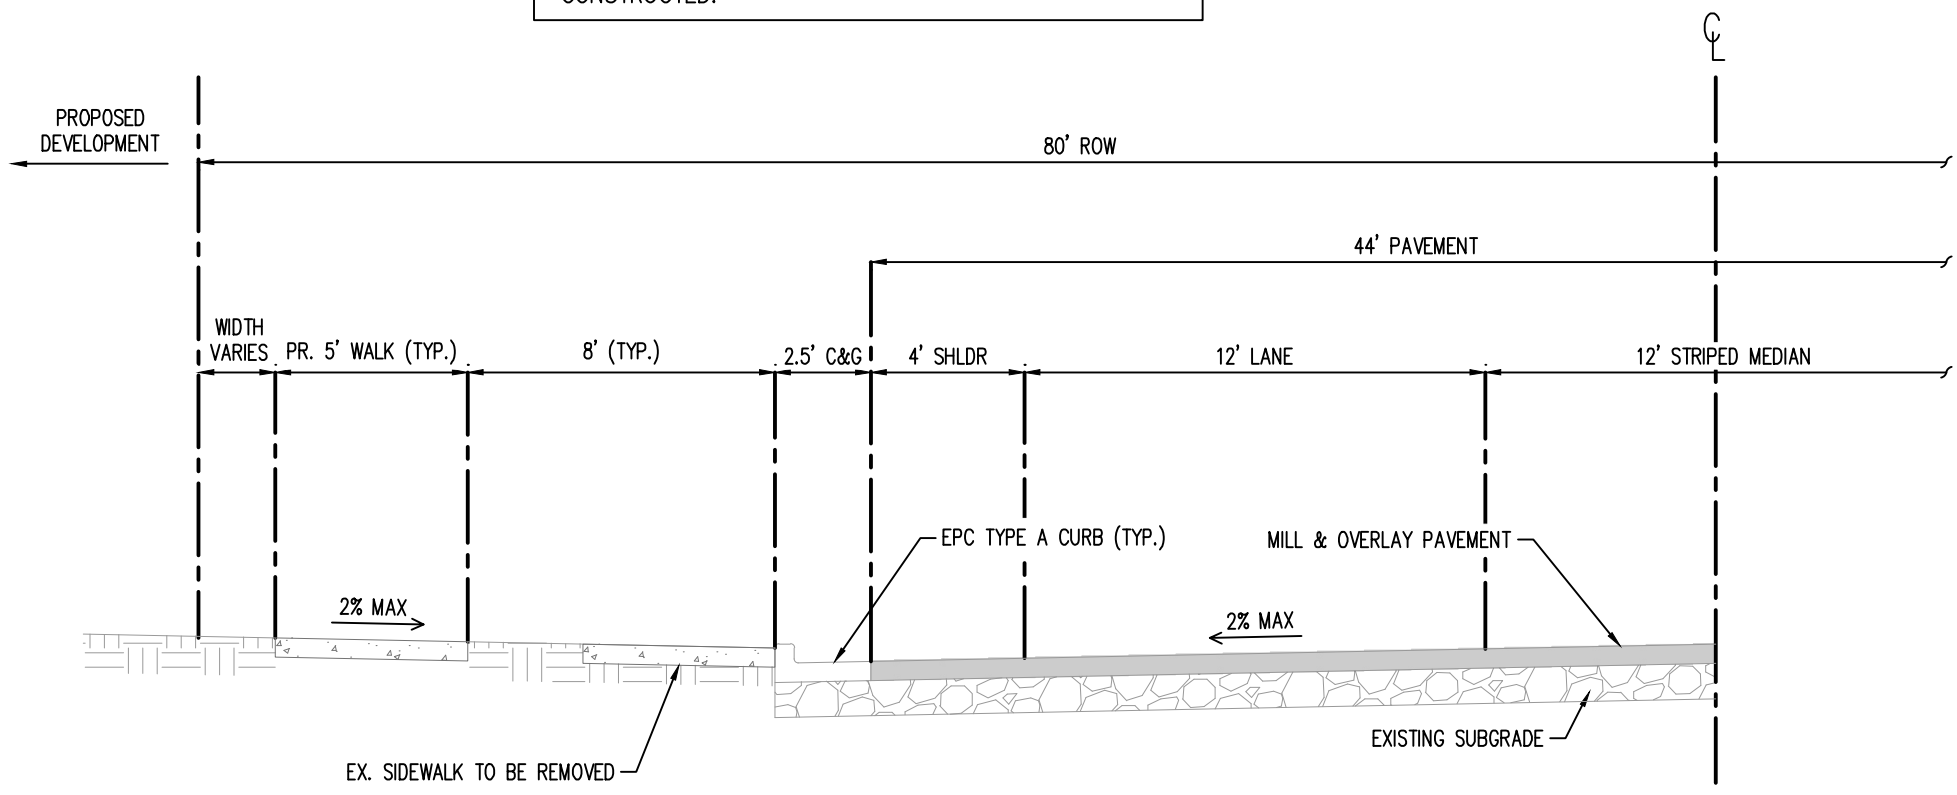 CONSTRUCTED.
℄
PROPOSED
DEVELOPMENT
80' ROW
44' PAVEMENT
WIDTH
VARIES
PR. 5' WALK (TYP.)
8' (TYP.)
2.5' C&G
4' SHLDR
12' LANE
12' STRIPED MEDIAN
EPC TYPE A CURB (TYP.)
MILL & OVERLAY PAVEMENT
2% MAX
2% MAX
EXISTING SUBGRADE
EX. SIDEWALK TO BE REMOVED